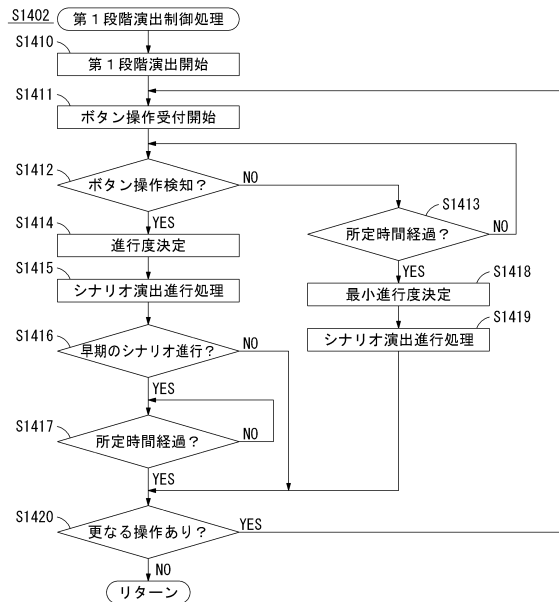 S1402
第１段階演出制御処理
S1410
第１段階演出開始
S1411
ボタン操作受付開始
S1412
ボタン操作検知？
NO
YES
S1413
所定時間経過？
NO
YES
S1414
進行度決定
S1415
シナリオ演出進行処理
S1418
最小進行度決定
S1419
シナリオ演出進行処理
S1416
早期のシナリオ進行？
NO
YES
S1417
所定時間経過？
NO
YES
S1420
更なる操作あり？
YES
NO
リターン